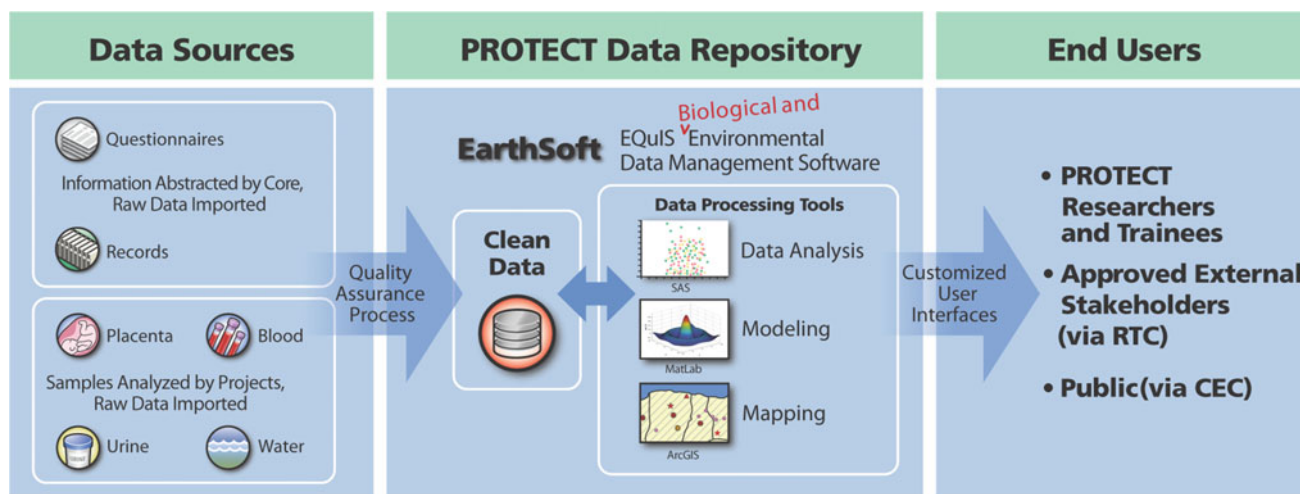 Data Sources
Questionnaires
Information Abstracted by Core,
Raw Data Imported
Records
Placenta
Blood
Samples Analyzed by Projects,
Raw Data Imported
Urine
Water
Quality
Assurance
Process
PROTECT Data Repository
Biological and
EarthSoft
EQuIS Environmental
Data Management Software
Clean
Data
Data Processing Tools
Data Analysis
SAS
Modeling
MatLab
Mapping
ArcGIS
Customized
User
Interfaces
End Users
• PROTECT
Researchers
and Trainees
• Approved External
Stakeholders
(via RTC)
• Public(via CEC)